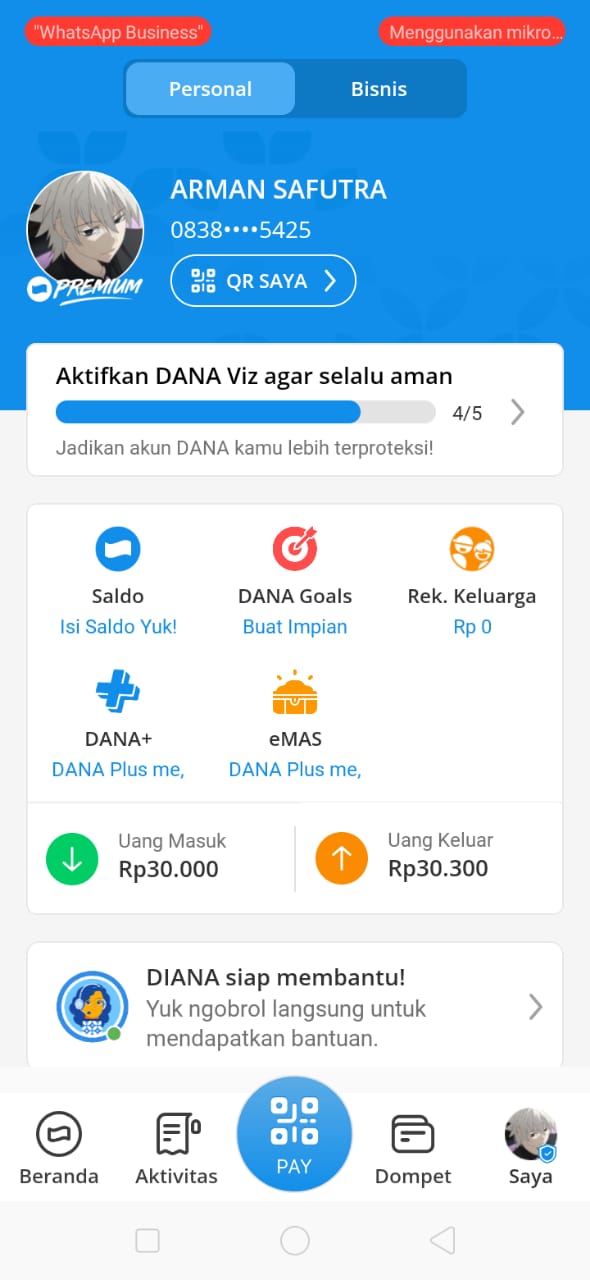 "WhatsApp Business"
Menggunakan mikro...
Personal
Bisnis
ARMAN SAFUTRA
0838••••5425
QR SAYA
PREMIUM
Aktifkan DANA Viz agar selalu aman
4/5
Jadikan akun DANA kamu lebih terproteksi!
Saldo
Isi Saldo Yuk!
DANA Goals
Buat Impian
Rek. Keluarga
Rp 0
DANA+
DANA Plus me,
eMAS
DANA Plus me,
Uang Masuk
Rp30.000
Uang Keluar
Rp30.300
DIANA siap membantu!
Yuk ngobrol langsung untuk
mendapatkan bantuan.
Beranda
Aktivitas
PAY
Dompet
Saya